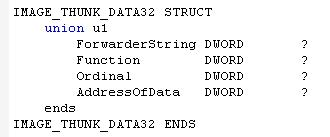 IMAGE_THUNK_DATA32 STRUCT
union u1
ForwarderString DWORD ?
Function DWORD ?
Ordinal DWORD ?
AddressOfData DWORD ?
ends
IMAGE_THUNK_DATA32 ENDS